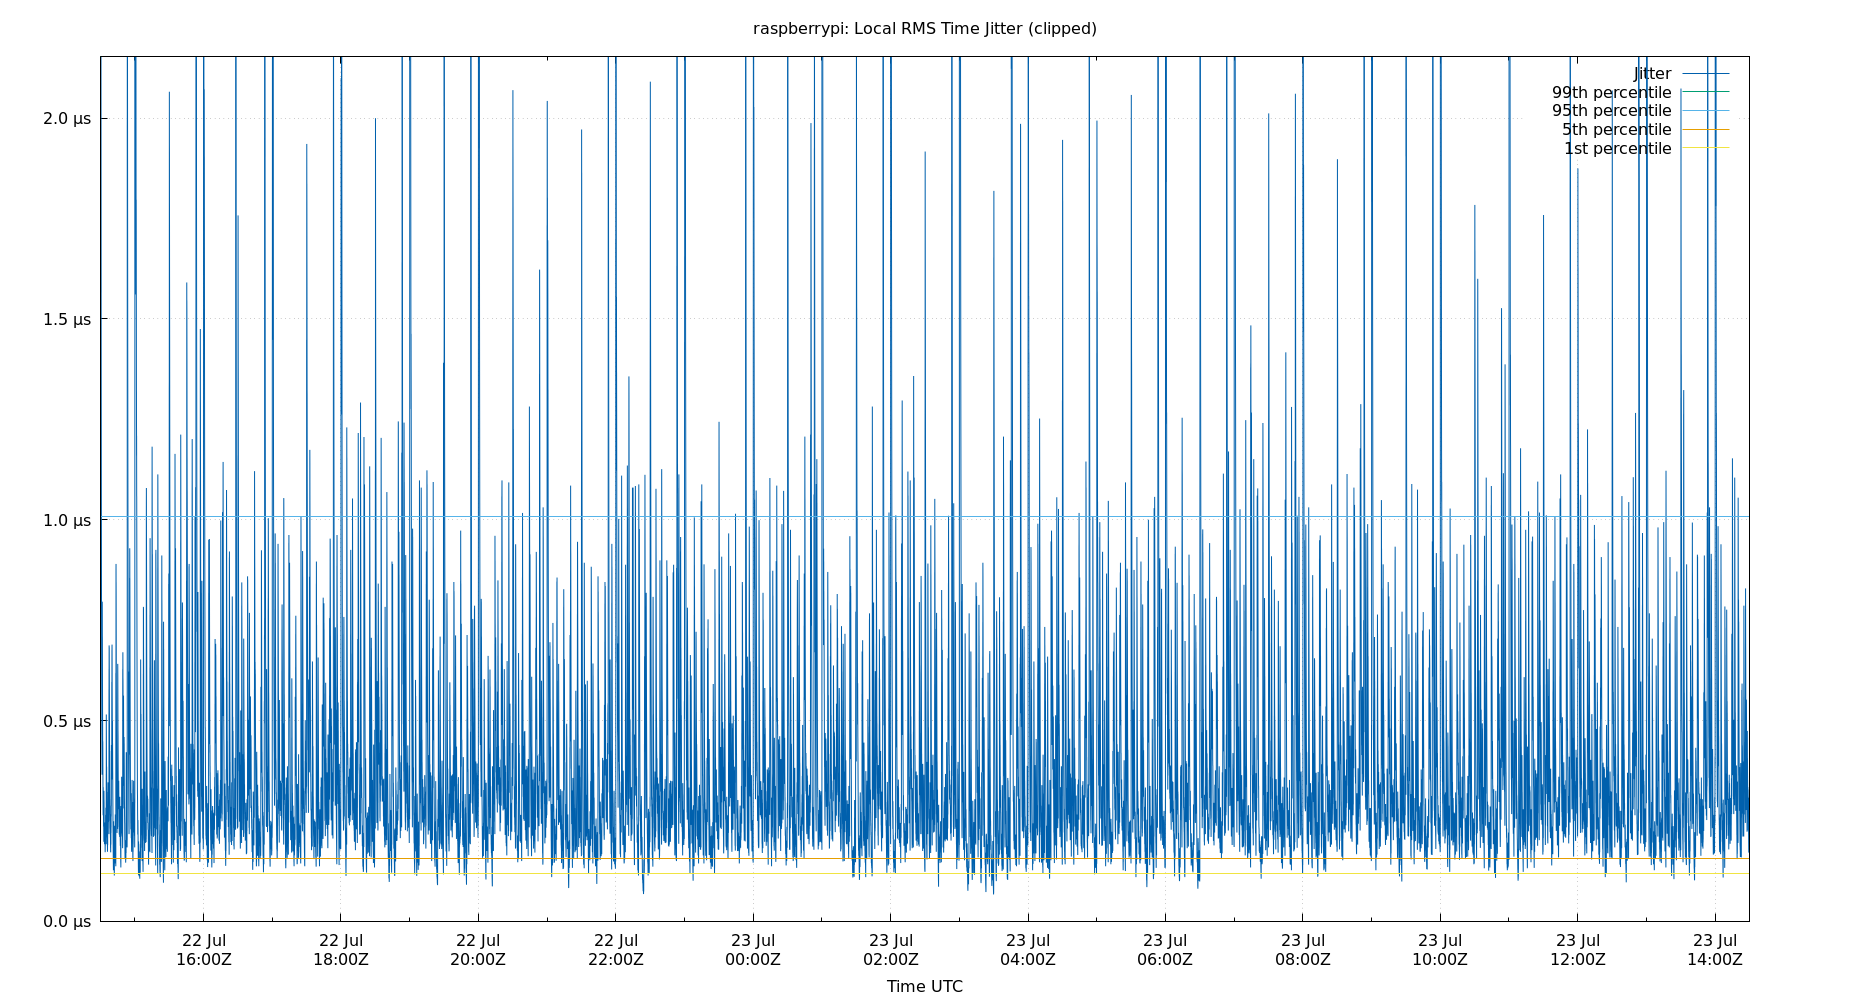 raspberrypi: Local RMS Time Jitter (clipped)
Jitter
99th percentile
95th percentile
5th percentile
1st percentile
2.0 µs
1.5 µs
1.0 µs
0.5 µs
0.0 µs
22 Jul 22 Jul 22 Jul 22 Jul 23 Jul 23 Jul 23 Jul 23 Jul 23 Jul 23 Jul 23 Jul 23 Jul
16:00Z 18:00Z 20:00Z 22:00Z 00:00Z 02:00Z 04:00Z 06:00Z 08:00Z 10:00Z 12:00Z 14:00Z
Time UTC